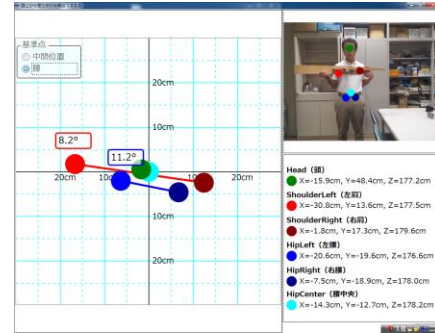 基準点
中間位置
腰
20cm
10cm
8.2°
11.2°
20cm
10cm
20cm
10cm
20cm
Head (頭)
X=-15.9cm, Y=48.4cm, Z=177.2cm
ShoulderLeft (左肩)
X=-30.8cm, Y=13.6cm, Z=177.5cm
ShoulderRight (右肩)
X=-1.8cm, Y=17.3cm, Z=179.6cm
HipLeft (左腰)
X=-20.6cm, Y=-19.6cm, Z=176.6cm
HipRight (右腰)
X=-7.5cm, Y=-18.9cm, Z=178.0cm
HipCenter (腰中央)
X=-14.3cm, Y=-12.7cm, Z=178.2cm